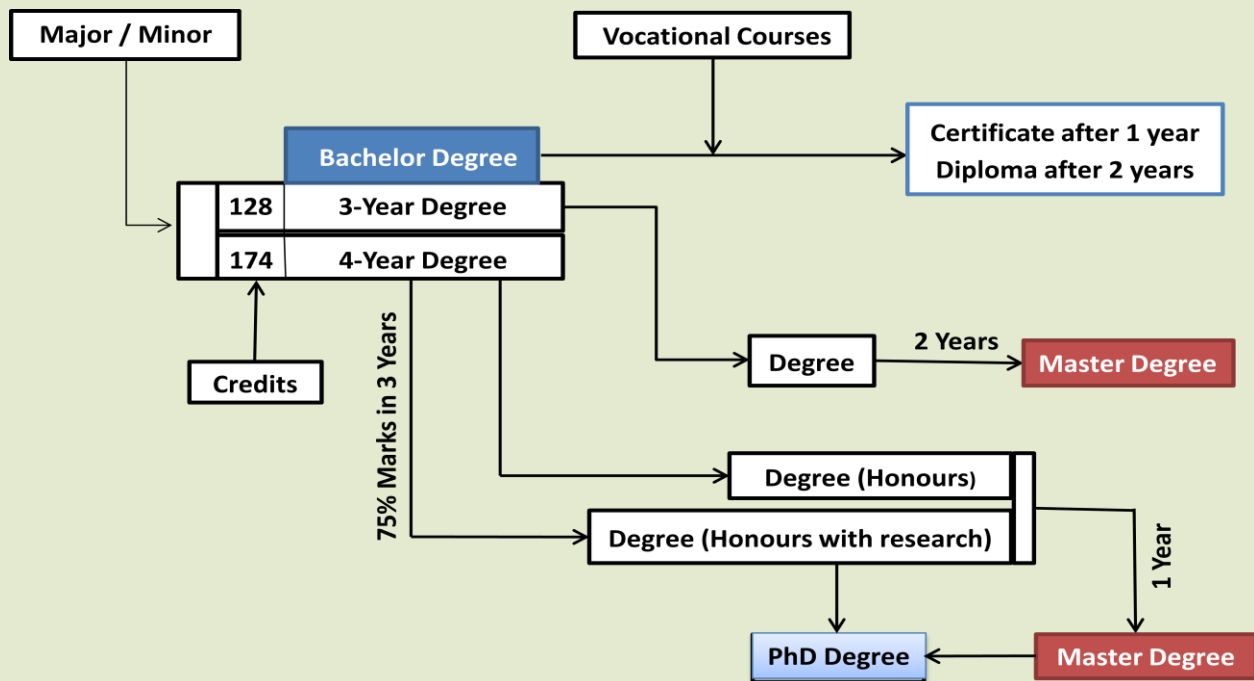 Major / Minor
Vocational Courses
Bachelor Degree
Certificate after 1 year
Diploma after 2 years
128
3-Year Degree
174
4-Year Degree
Credits
75% Marks in 3 Years
Degree
2 Years
Master Degree
Degree (Honours)
Degree (Honours with research)
1 Year
PhD Degree
Master Degree